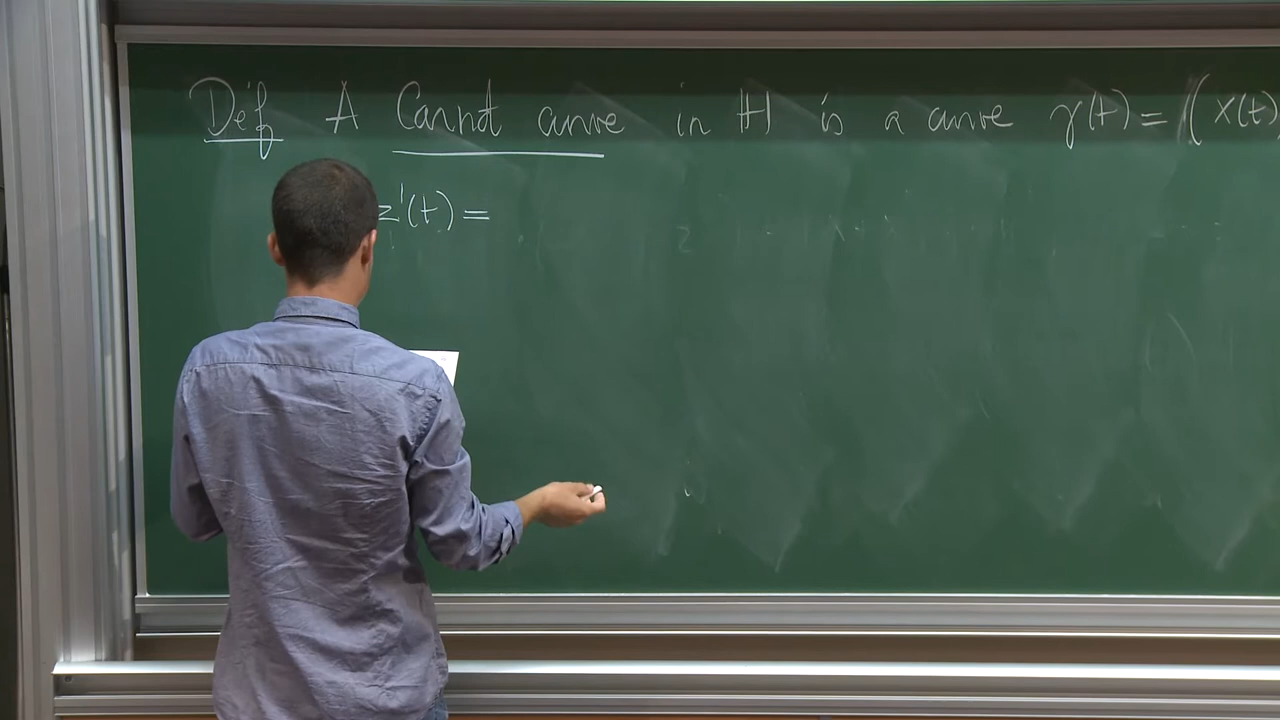 Def A Carnot curve in ℍ is a curve γ(t) = (x(t)
z'(t) =